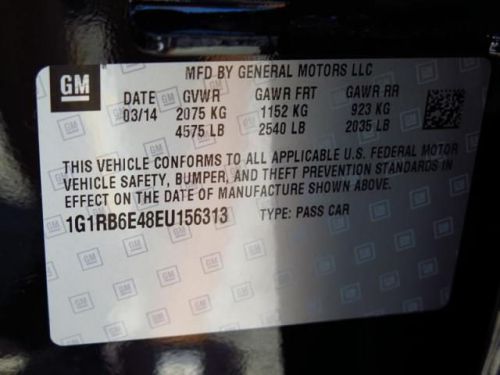 GM
MFD BY GENERAL MOTORS LLC
DATE GVWR GAWR FRT GAWR RR
03/14 2075 KG 1152 KG 923 KG
4575 LB 2540 LB 2035 LB
THIS VEHICLE CONFORMS TO ALL APPLICABLE U.S. FEDERAL MOTOR
VEHICLE SAFETY, BUMPER, AND THEFT PREVENTION STANDARDS IN
EFFECT ON THE DATE OF MANUFACTURE SHOWN ABOVE.
1G1RB6E48EU156313 TYPE: PASS CAR